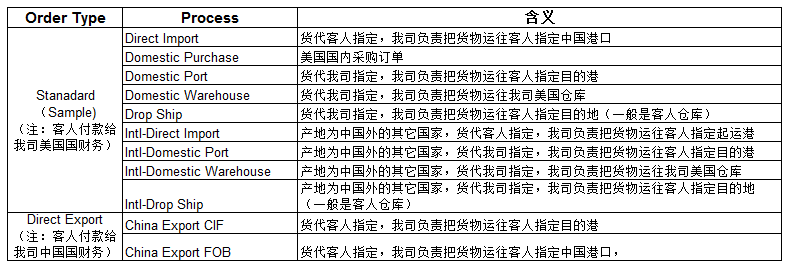 Order Type Process 含义
Direct Import 货代客人指定，我司负责把货物运往客人指定中国港口
Domestic Purchase 美国国内采购订单
Domestic Port 货代我司指定，我司负责把货物运往客人指定目的港
Domestic Warehouse 货代我司指定，我司负责把货物运往我司美国仓库
Drop Ship 货代我司指定，我司负责把货物运往客人指定目的地（一般是客人仓库）
Intl-Direct Import 产地为中国外的其它国家，货代客人指定，我司负责把货物运往客人指定起运港
Intl-Domestic Port 产地为中国外的其它国家，货代我司指定，我司负责把货物运往客人指定目的港
Intl-Domestic Warehouse 产地为中国外的其它国家，货代我司指定，我司负责把货物运往我司美国仓库
Intl-Drop Ship 产地为中国外的其它国家，货代我司指定，我司负责把货物运往客人指定目的地
（一般是客人仓库）
Stanadard
（Sample)
（注：客人付款给
我司美国国财务）
Direct Export
（注：客人付款给
我司中国国财务）
China Export CIF 货代客人指定，我司负责把货物运往客人指定目的港
China Export FOB 货代客人指定，我司负责把货物运往客人指定中国港口，